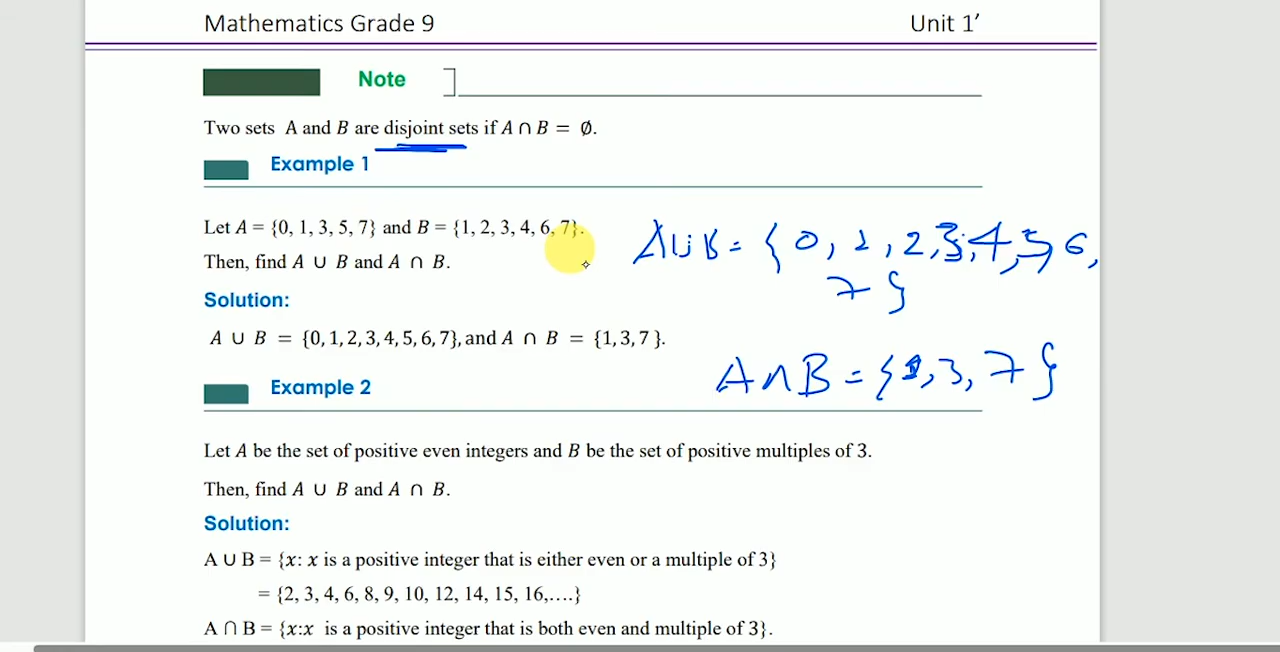 Mathematics Grade 9 Unit 1′
Note
Two sets A and B are disjoint sets if A ∩ B = ∅.
Example 1
Let A = {0, 1, 3, 5, 7} and B = {1, 2, 3, 4, 6, 7}.
A∪B = { 0, 1, 2, 3, 4, 5, 6,
7 }
Then, find A ∪ B and A ∩ B.
Solution:
A ∪ B = {0, 1, 2, 3, 4, 5, 6, 7}, and A ∩ B = {1, 3, 7 }.
A∩B = {1, 3, 7 }
Example 2
Let A be the set of positive even integers and B be the set of positive multiples of 3.
Then, find A ∪ B and A ∩ B.
Solution:
A ∪ B = {x: x is a positive integer that is either even or a multiple of 3}
= {2, 3, 4, 6, 8, 9, 10, 12, 14, 15, 16,….}
A ∩ B = {x:x is a positive integer that is both even and multiple of 3}.